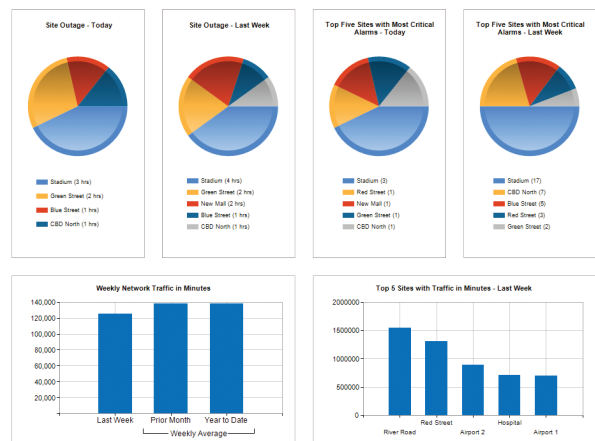 Site Outage - Today
Stadium (3 hrs)
Green Street (2 hrs)
Blue Street (1 hrs)
CBD North (1 hrs)
Site Outage - Last Week
Stadium (4 hrs)
Green Street (2 hrs)
New Mall (2 hrs)
Blue Street (1 hrs)
CBD North (1 hrs)
Top Five Sites with Most Critical
Alarms - Today
Stadium (3)
Red Street (1)
New Mall (1)
Green Street (1)
CBD North (1)
Top Five Sites with Most Critical
Alarms - Last Week
Stadium (17)
CBD North (7)
Blue Street (5)
Red Street (3)
Green Street (2)
Weekly Network Traffic in Minutes
140,000
120,000
100,000
80,000
60,000
40,000
20,000
Last Week Prior Month Year to Date
Weekly Average
Top 5 Sites with Traffic in Minutes - Last Week
2000000
1500000
1000000
500000
0
Red Street Hospital
River Road Airport 2 Airport 1